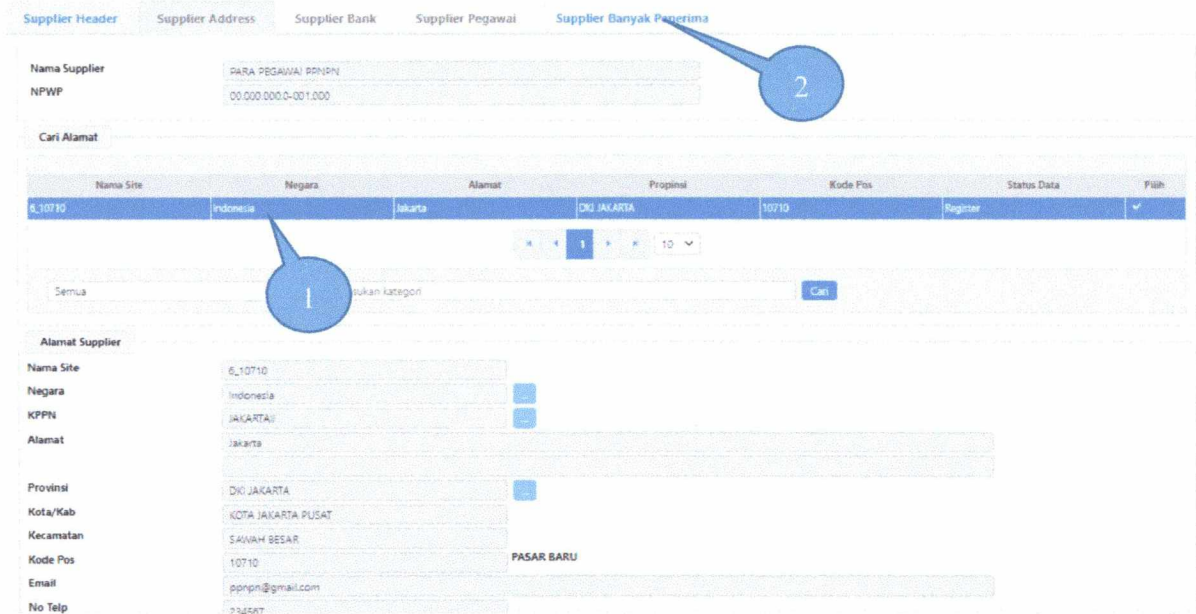 Supplier Header Supplier Address Supplier Bank Supplier Pegawai Supplier Banyak Penerima
2
Nama Supplier PARA PEGAWAI PPNPN
NPWP 00.000.000.0-001.000
Cari Alamat
Nama Site Negara Alamat Propinsi Kode Pos Status Data Pilih
6_10710 Indonesia Jakarta DKI JAKARTA 10710 Register
1 10
Semua sukan kategori Cari
1
Alamat Supplier
Nama Site 6_10710
Negara Indonesia ...
KPPN JAKARTAII ...
Alamat Jakarta
Provinsi DKI JAKARTA ...
Kota/Kab KOTA JAKARTA PUSAT
Kecamatan SAWAH BESAR
Kode Pos 10710 PASAR BARU
Email ppnpn@gmail.com
No Telp 234567